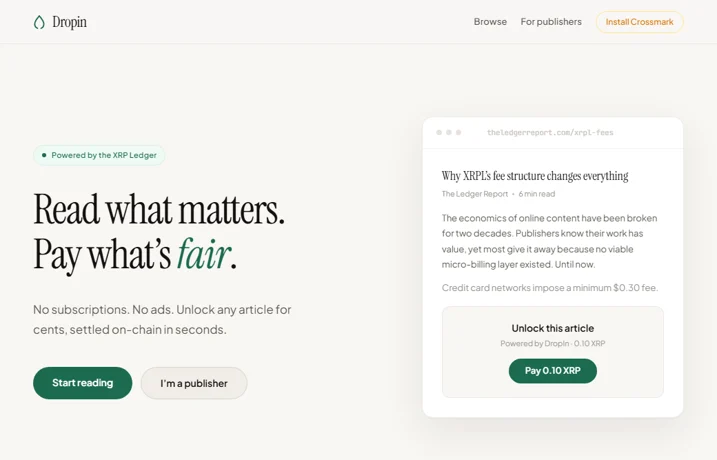 Dropin
Browse
For publishers
Install Crossmark
Powered by the XRP Ledger
Read what matters.
Pay what's fair.
No subscriptions. No ads. Unlock any article for
cents, settled on-chain in seconds.
Start reading
I'm a publisher
theledgerreport.com/xrpl-fees
Why XRPL's fee structure changes everything
The Ledger Report • 6 min read
The economics of online content have been broken
for two decades. Publishers know their work has
value, yet most give it away because no viable
micro-billing layer existed. Until now.
Credit card networks impose a minimum $0.30 fee.
Unlock this article
Powered by DropIn · 0.10 XRP
Pay 0.10 XRP